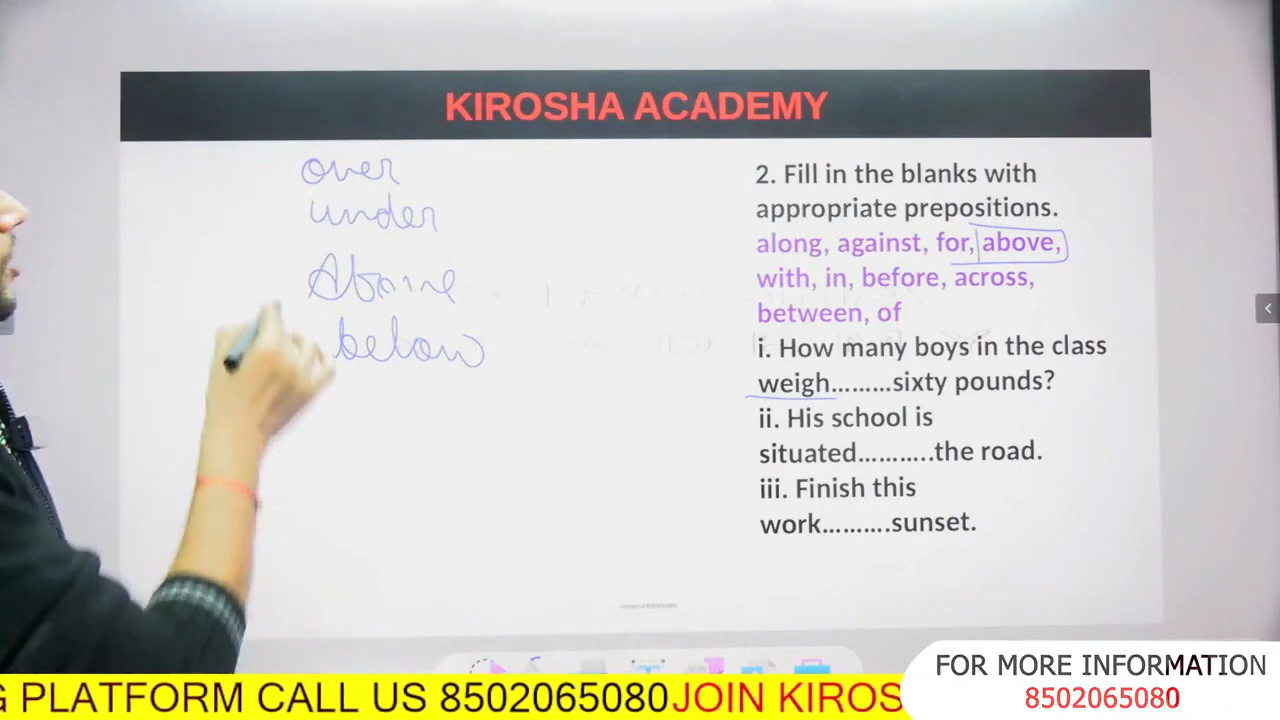 KIROSHA ACADEMY
over
under
Above
below
2. Fill in the blanks with
appropriate prepositions.
along, against, for, above,
with, in, before, across,
between, of
i. How many boys in the class
weigh.........sixty pounds?
ii. His school is
situated..........the road.
iii. Finish this
work..........sunset.
FOR MORE INFORMATION
8502065080
G PLATFORM CALL US 8502065080 JOIN KIROS